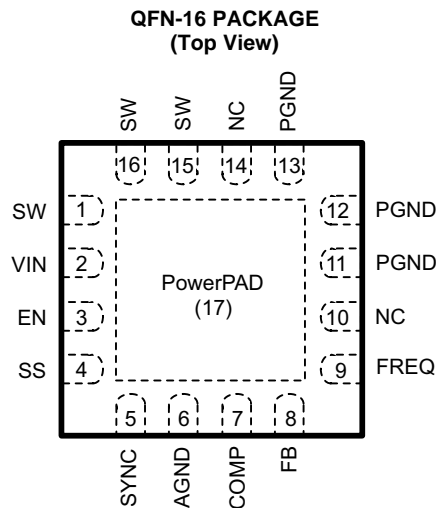 QFN-16 PACKAGE
(Top View)
SW
SW
NC
PGND
16
15
14
13
SW 1
12 PGND
VIN 2
11 PGND
PowerPAD
(17)
EN 3
10 NC
SS 4
9 FREQ
5
6
7
8
SYNC
AGND
COMP
FB